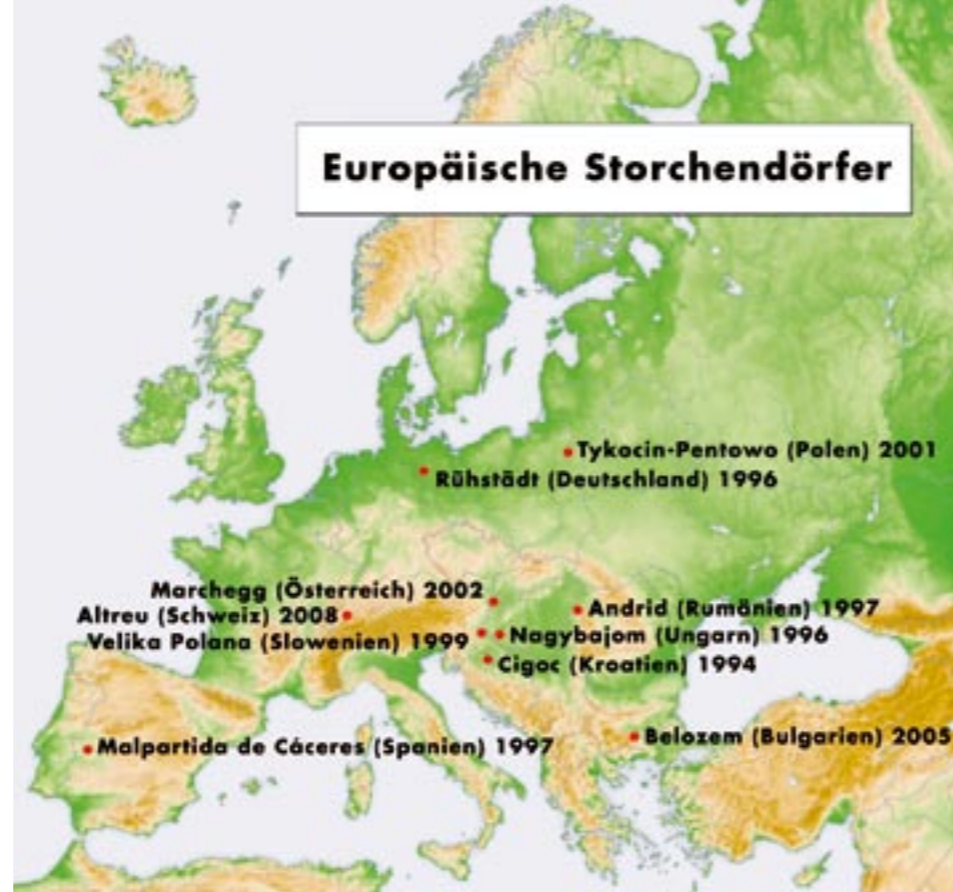 Europäische Storchendörfer
Tykocin-Pentowo (Polen) 2001
Rühstädt (Deutschland) 1996
Marchegg (Österreich) 2002
Altreu (Schweiz) 2008
Andrid (Rumänien) 1997
Velika Polana (Slowenien) 1999
Nagybajom (Ungarn) 1996
Cigoc (Kroatien) 1994
Belozem (Bulgarien) 2005
Malpartida de Cáceres (Spanien) 1997